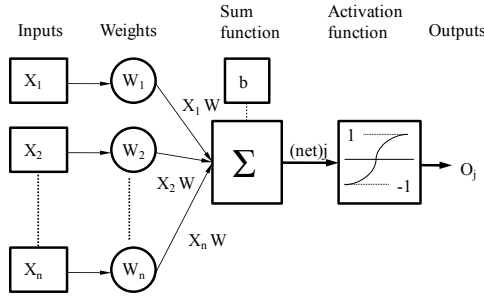 Inputs
Weights
Sum
function
Activation
function
Outputs
X1
W1
b
X1 W
X2
W2
Σ
(net)j
1
-1
Oj
X2 W
Xn W
Xn
Wn